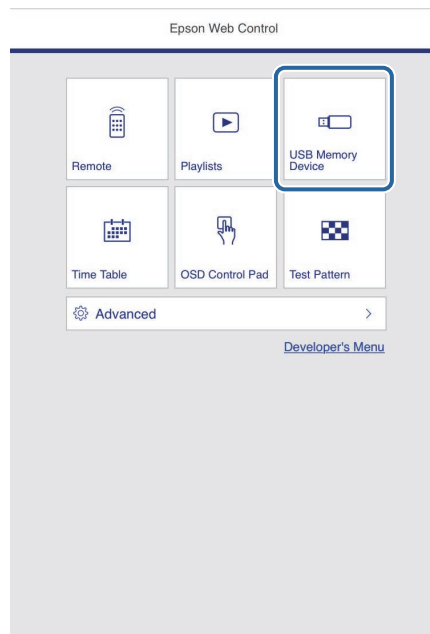 Epson Web Control
Remote
Playlists
USB Memory
Device
Time Table
OSD Control Pad
Test Pattern
Advanced
Developer's Menu